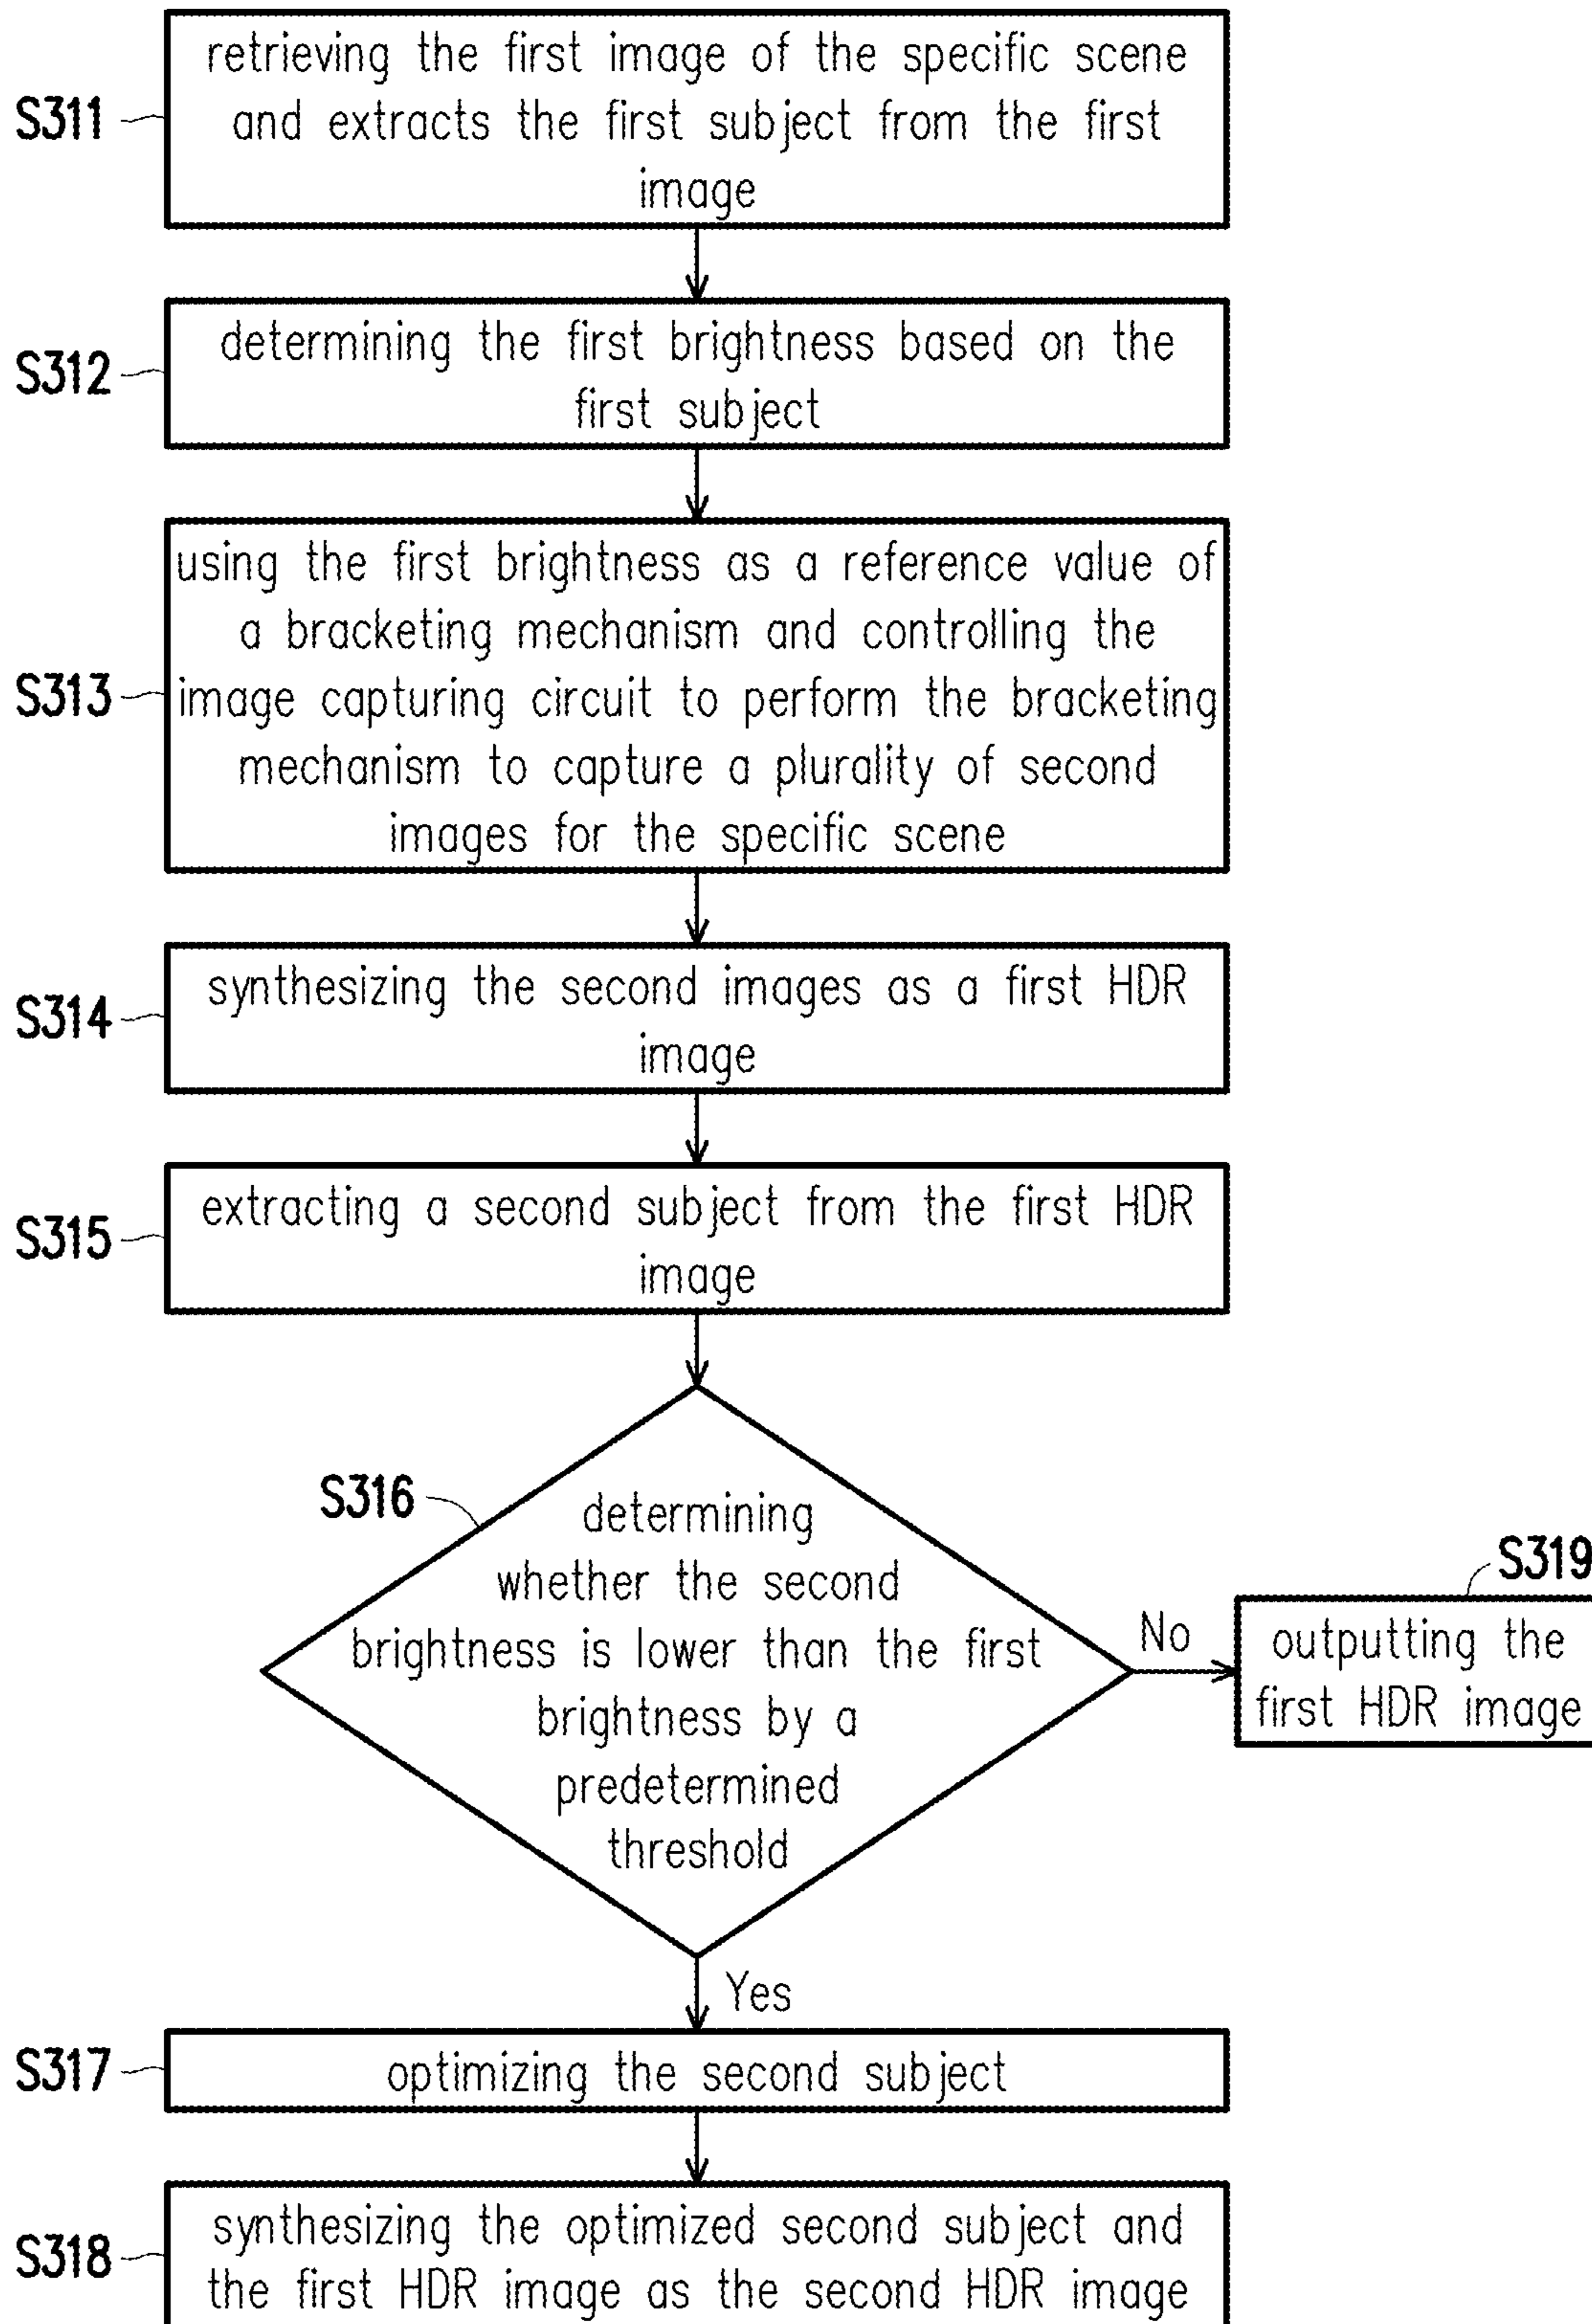 S311
retrieving the first image of the specific scene
and extracts the first subject from the first
image
S312
determining the first brightness based on the
first subject
S313
using the first brightness as a reference value of
a bracketing mechanism and controlling the
image capturing circuit to perform the bracketing
mechanism to capture a plurality of second
images for the specific scene
S314
synthesizing the second images as a first HDR
image
S315
extracting a second subject from the first HDR
image
S316
determining
whether the second
brightness is lower than the first
brightness by a
predetermined
threshold
No
S319
outputting the
first HDR image
Yes
S317
optimizing the second subject
S318
synthesizing the optimized second subject and
the first HDR image as the second HDR image